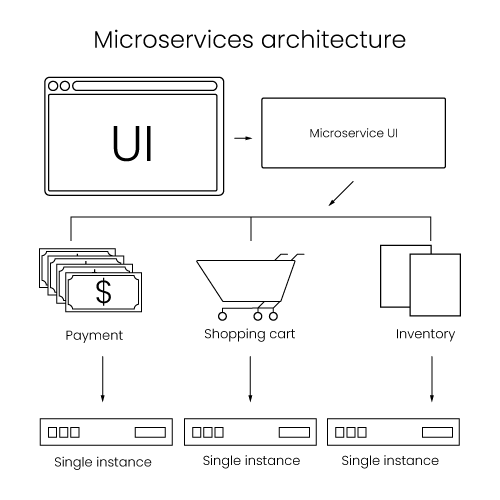 Microservices architecture
UI
Microservice UI
$
Payment
Shopping cart
Inventory
Single instance
Single instance
Single instance